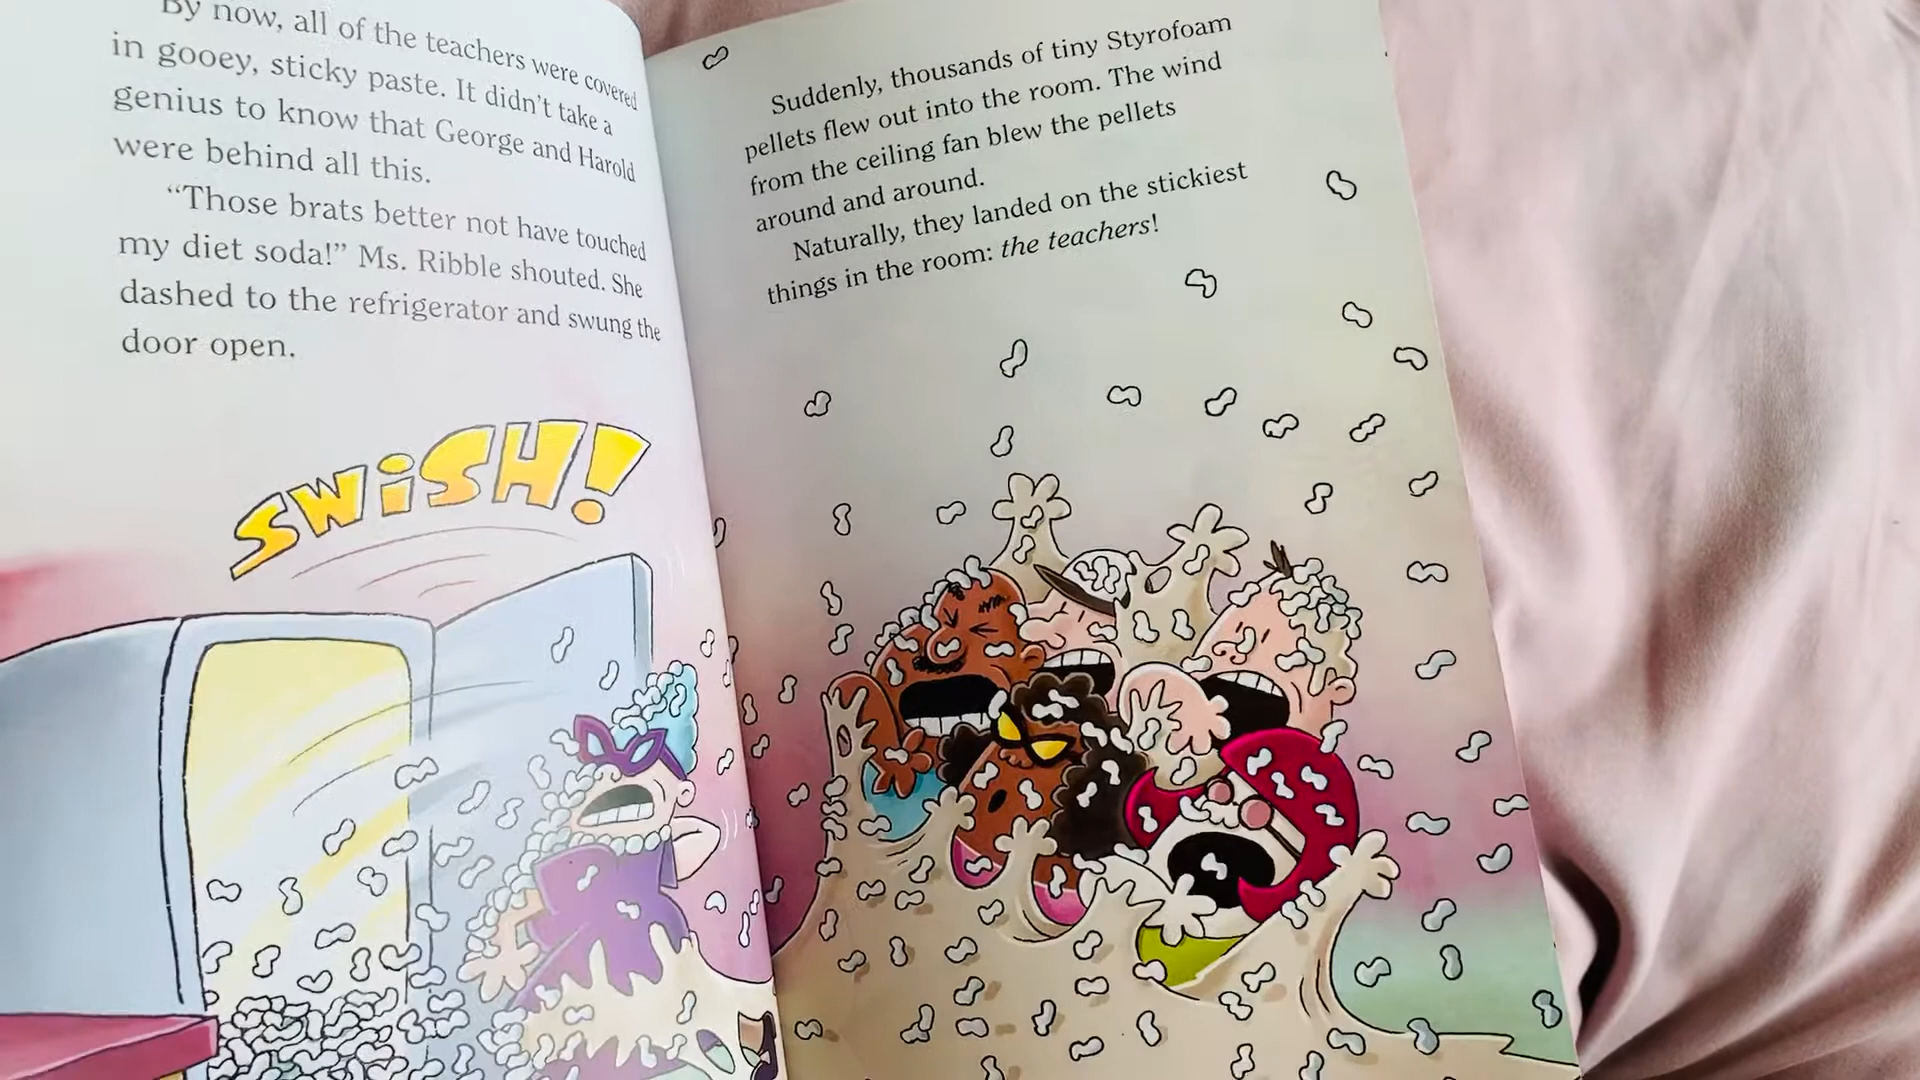 By now, all of the teachers were covered
in gooey, sticky paste. It didn't take a
genius to know that George and Harold
were behind all this.
“Those brats better not have touched
my diet soda!” Ms. Ribble shouted. She
dashed to the refrigerator and swung the
door open.
SWiSH!
Suddenly, thousands of tiny Styrofoam
pellets flew out into the room. The wind
from the ceiling fan blew the pellets
around and around.
Naturally, they landed on the stickiest
things in the room: the teachers!